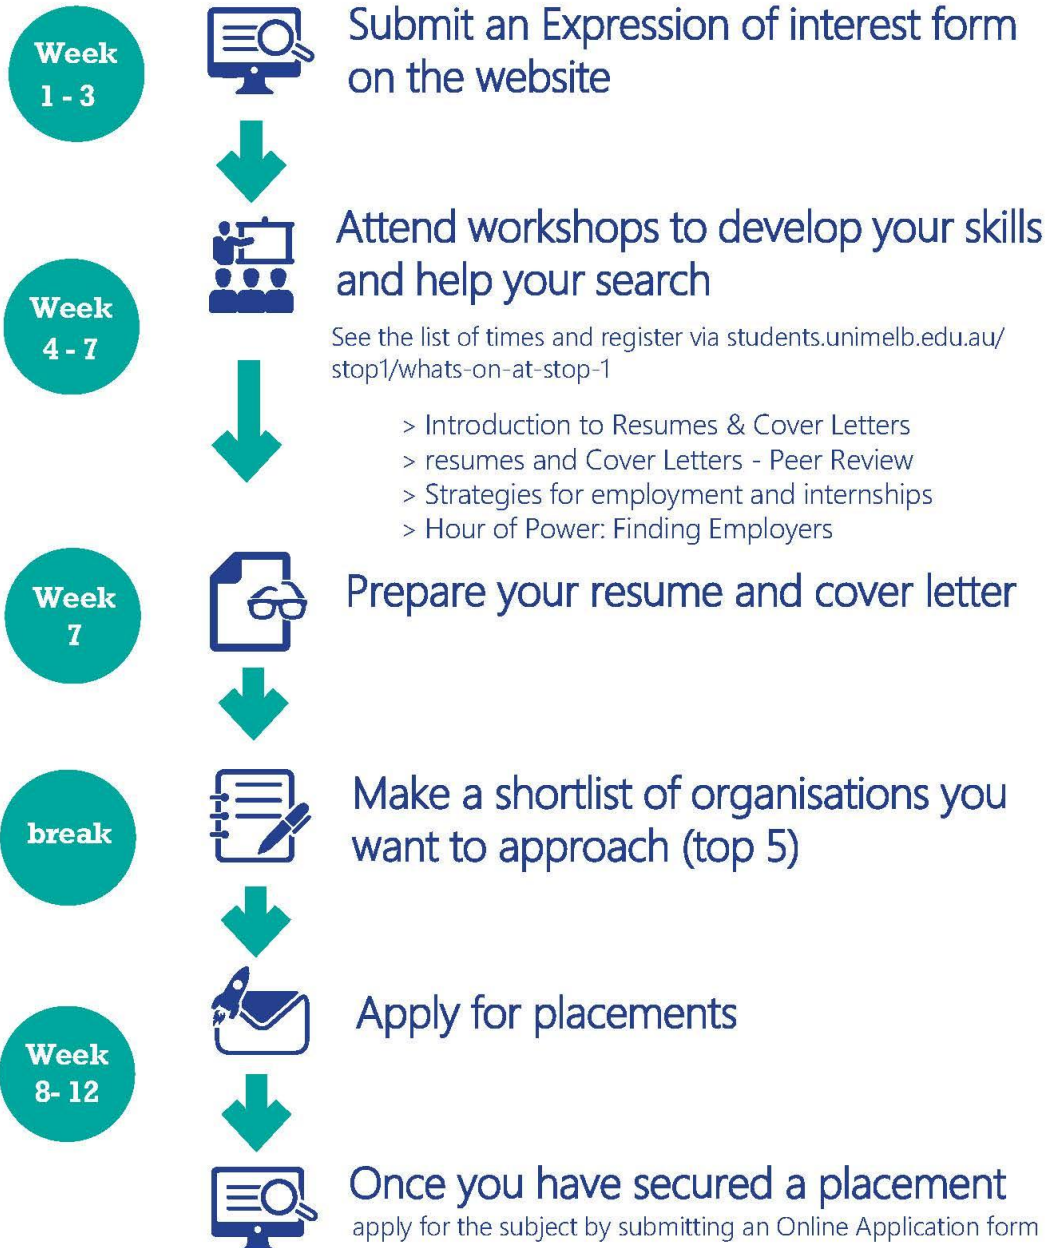 Week
1 - 3
Submit an Expression of interest form
on the website
Attend workshops to develop your skills
and help your search
Week
4 - 7
See the list of times and register via students.unimelb.edu.au/
stop1/whats-on-at-stop-1
> Introduction to Resumes & Cover Letters
> resumes and Cover Letters - Peer Review
> Strategies for employment and internships
> Hour of Power: Finding Employers
Week
7
Prepare your resume and cover letter
break
Make a shortlist of organisations you
want to approach (top 5)
Week
8- 12
Apply for placements
Once you have secured a placement
apply for the subject by submitting an Online Application form